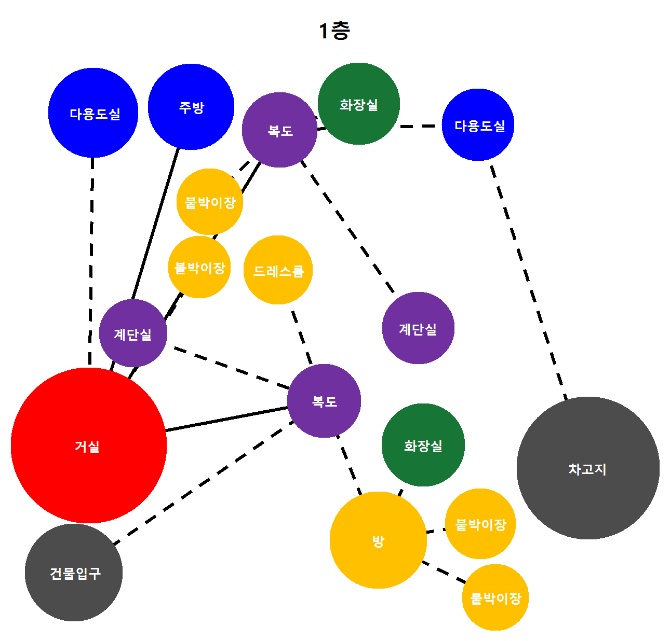 1층
다용도실
주방
복도
화장실
다용도실
붙박이장
붙박이장
드레스룸
계단실
계단실
복도
거실
화장실
차고지
건물입구
방
붙박이장
붙박이장